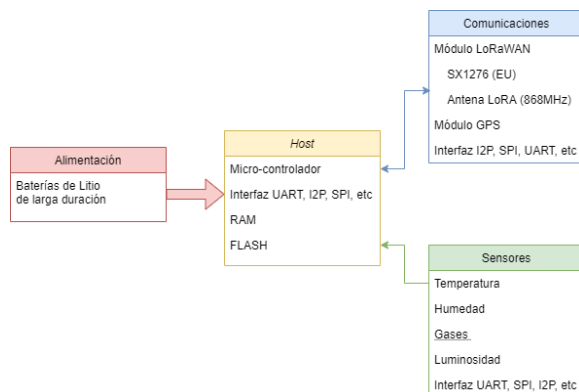 Comunicaciones
Módulo LoRaWAN
SX1276 (EU)
Antena LoRA (868MHz)
Módulo GPS
Interfaz I2P, SPI, UART, etc
Alimentación
Baterías de Litio
de larga duración
Host
Micro-controlador
Interfaz UART, I2P, SPI, etc
RAM
FLASH
Sensores
Temperatura
Humedad
Gases
Luminosidad
Interfaz UART, SPI, I2P, etc